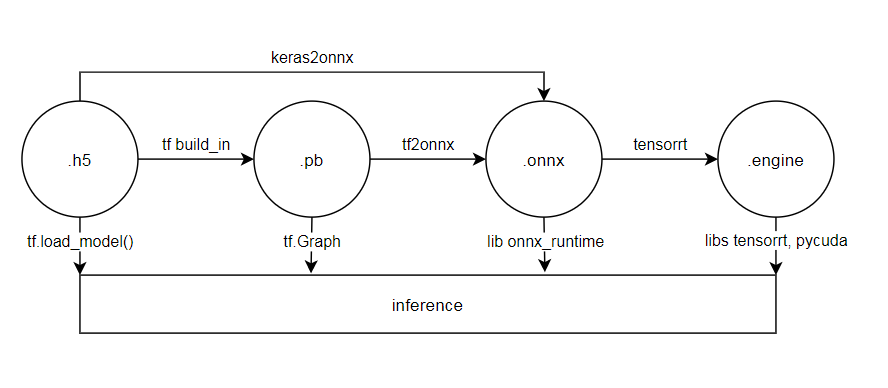 keras2onnx
.h5
tf build_in
.pb
tf2onnx
.onnx
tensorrt
.engine
tf.load_model()
tf.Graph
lib onnx_runtime
libs tensorrt, pycuda
inference